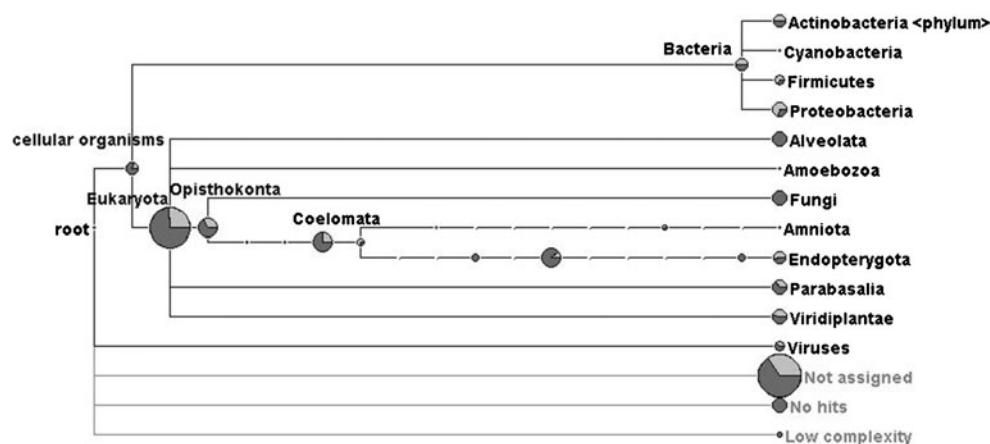 Actinobacteria <phylum>
Bacteria
Cyanobacteria
Firmicutes
Proteobacteria
cellular organisms
Alveolata
Amoebozoa
Eukaryota
Opisthokonta
Fungi
Coelomata
root
Amniota
Endopterygota
Parabasalia
Viridiplantae
Viruses
Not assigned
No hits
Low complexity